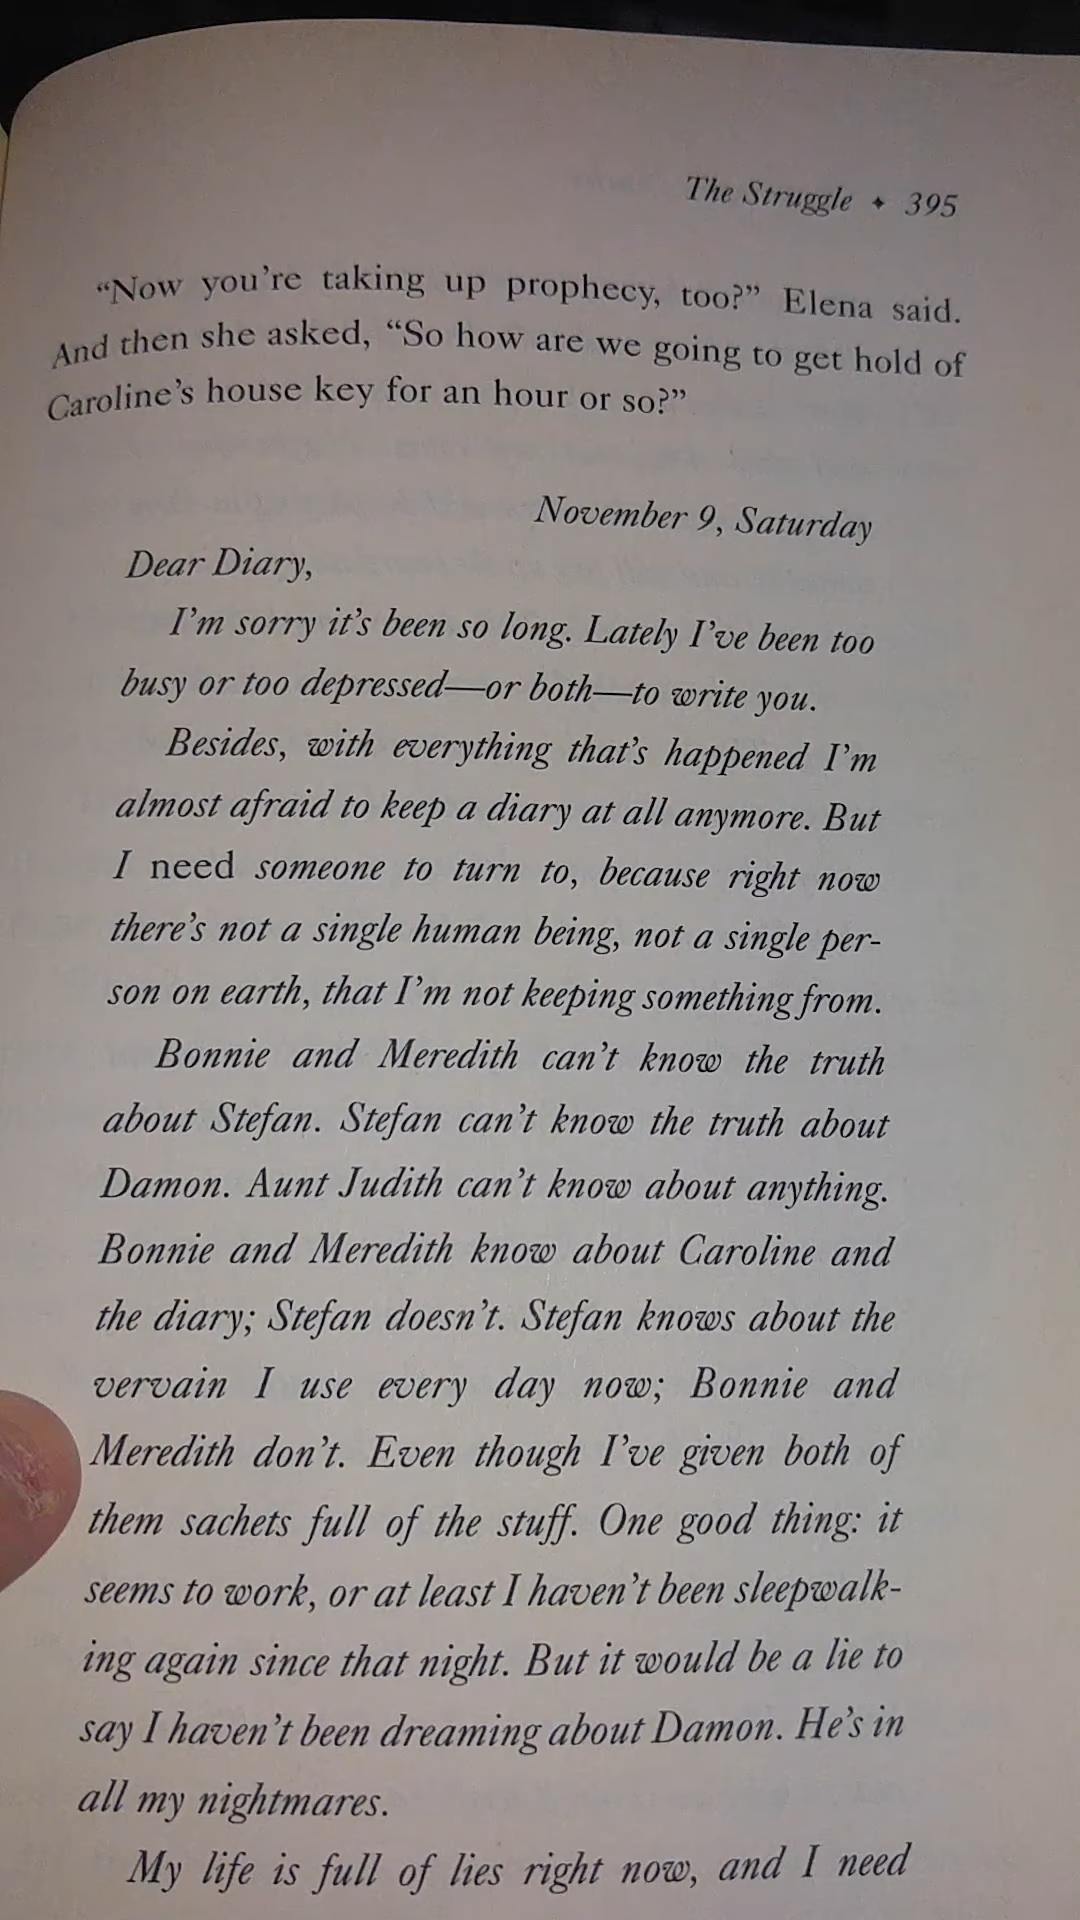 The Struggle ✦ 395
“Now you’re taking up prophecy, too?” Elena said.
And then she asked, “So how are we going to get hold of
Caroline’s house key for an hour or so?”
November 9, Saturday
Dear Diary,
I’m sorry it’s been so long. Lately I’ve been too
busy or too depressed—or both—to write you.
Besides, with everything that’s happened I’m
almost afraid to keep a diary at all anymore. But
I need someone to turn to, because right now
there’s not a single human being, not a single per-
son on earth, that I’m not keeping something from.
Bonnie and Meredith can’t know the truth
about Stefan. Stefan can’t know the truth about
Damon. Aunt Judith can’t know about anything.
Bonnie and Meredith know about Caroline and
the diary; Stefan doesn’t. Stefan knows about the
vervain I use every day now; Bonnie and
Meredith don’t. Even though I’ve given both of
them sachets full of the stuff. One good thing: it
seems to work, or at least I haven’t been sleepwalk-
ing again since that night. But it would be a lie to
say I haven’t been dreaming about Damon. He’s in
all my nightmares.
My life is full of lies right now, and I need